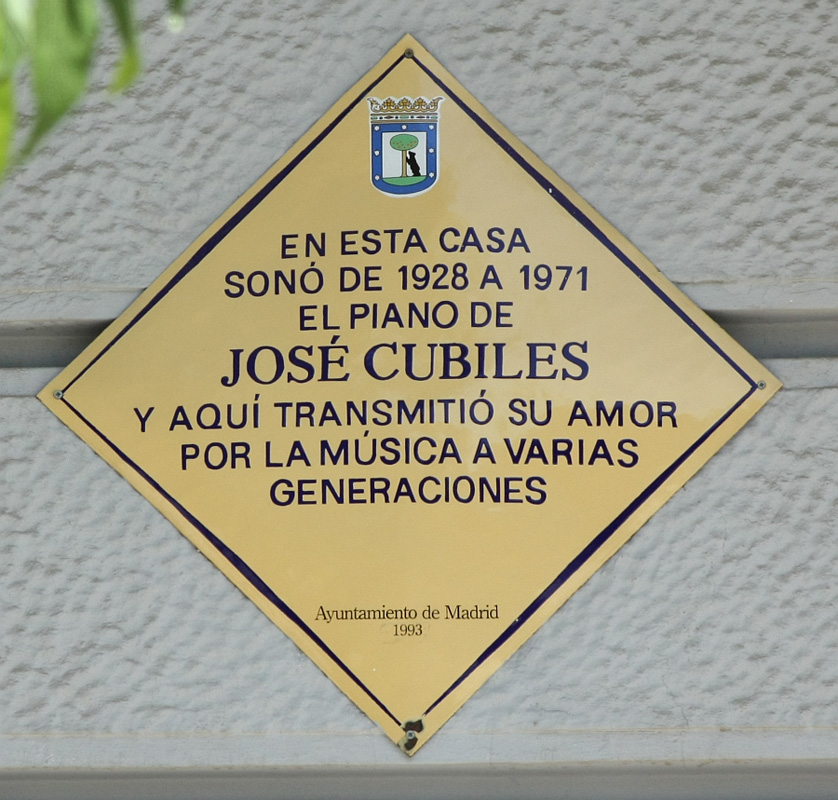 EN ESTA CASA
SONÓ DE 1928 A 1971
EL PIANO DE
JOSÉ CUBILES
Y AQUÍ TRANSMITIÓ SU AMOR
POR LA MÚSICA A VARIAS
GENERACIONES
Ayuntamiento de Madrid
1993